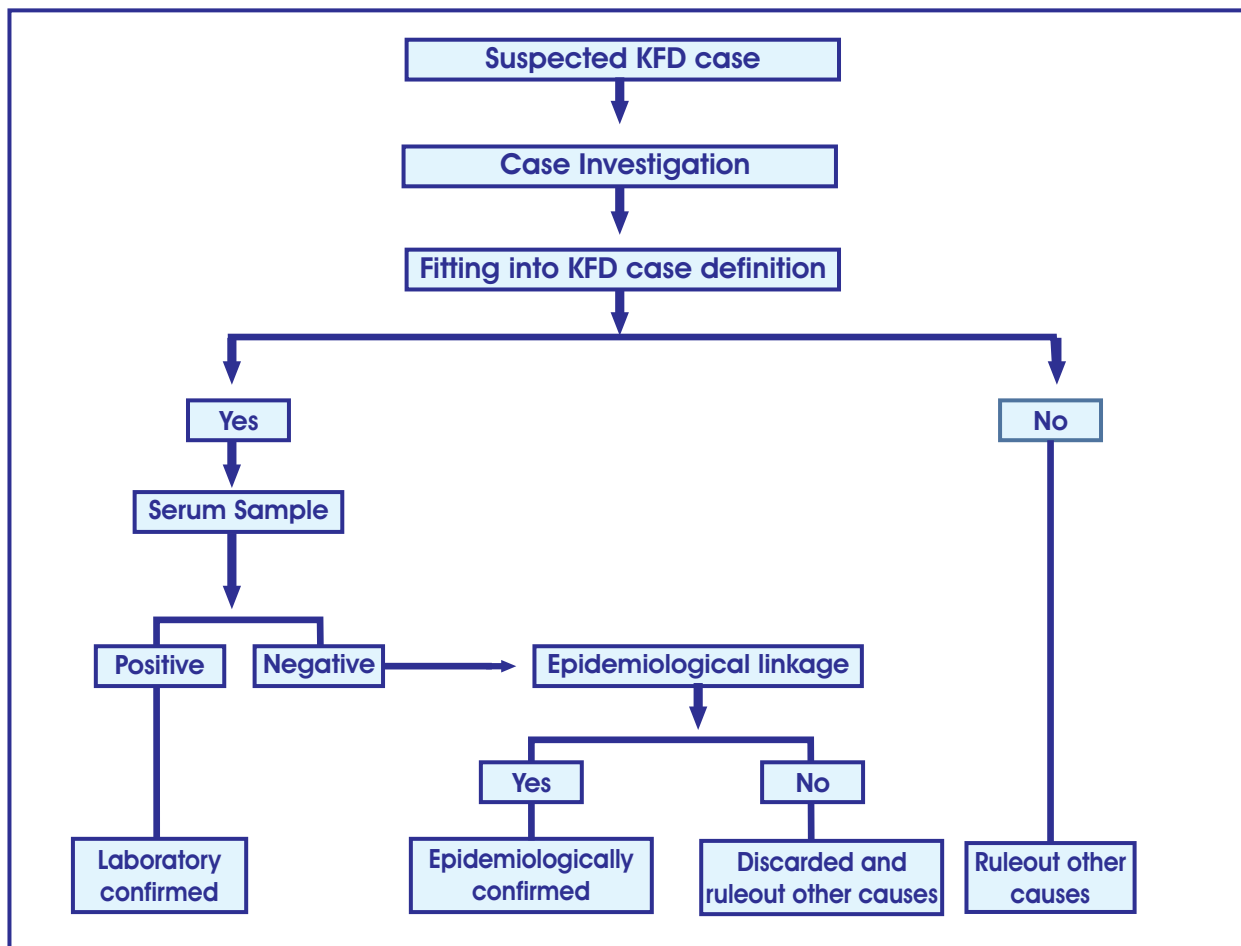 Suspected KFD case
Case Investigation
Fitting into KFD case definition
Yes
No
Serum Sample
Positive
Negative
Epidemiological linkage
Yes
No
Laboratory
confirmed
Epidemiologically
confirmed
Discarded and
ruleout other causes
Ruleout other
causes